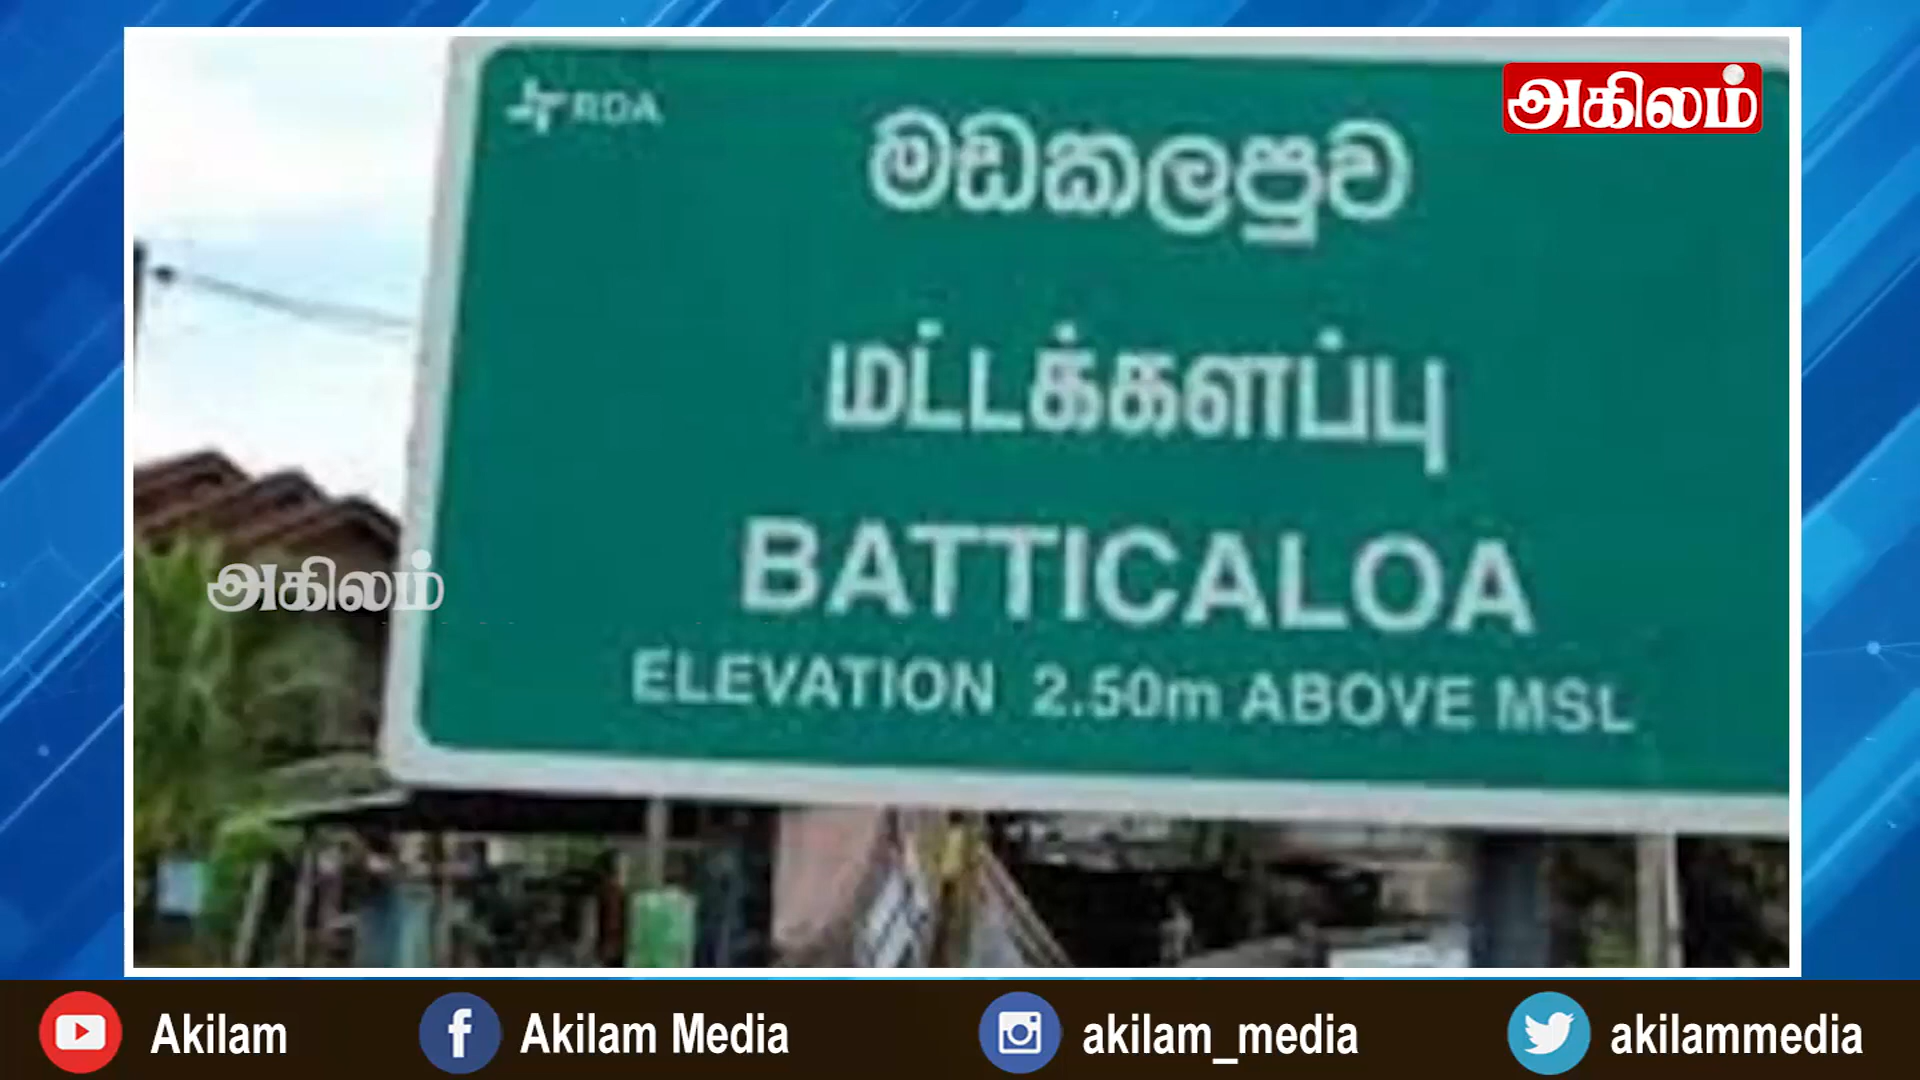 அகிலம்
RDA
මඩකලපුව
மட்டக்களப்பு
BATTICALOA
ELEVATION 2.50m ABOVE MSL
அகிலம்
Akilam
Akilam Media
akilam_media
akilammedia